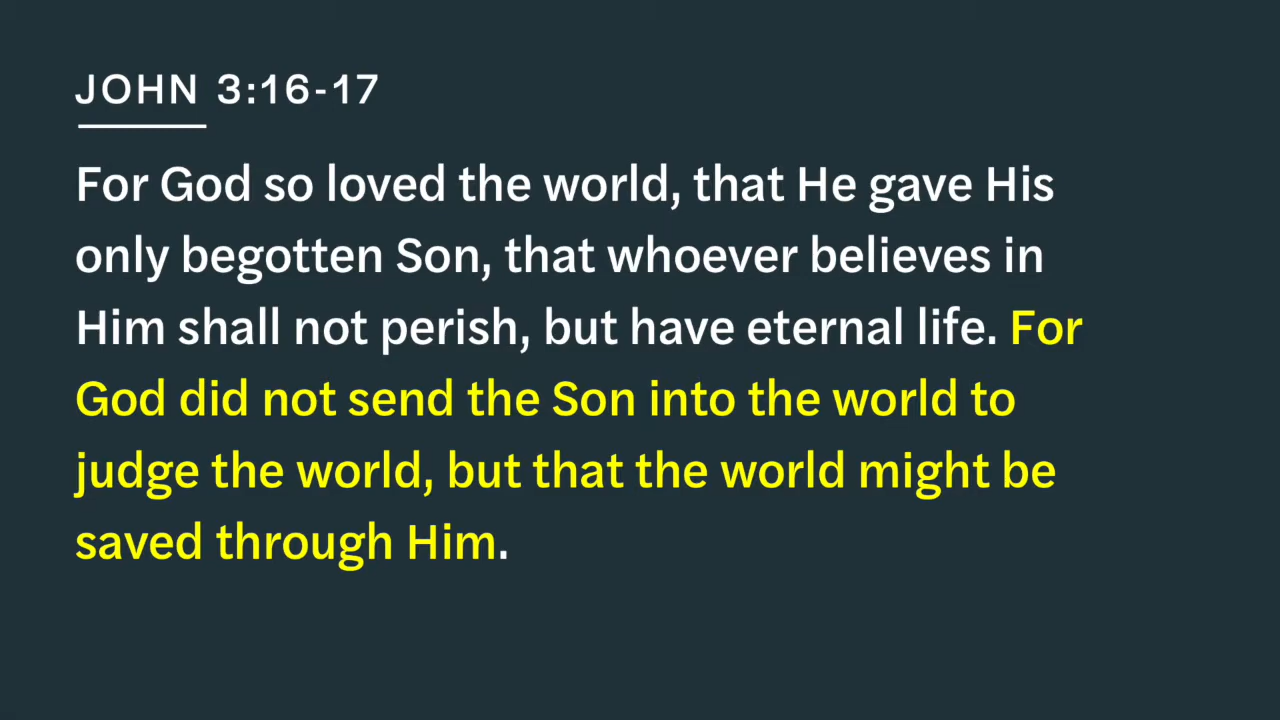 JOHN 3:16-17
For God so loved the world, that He gave His
only begotten Son, that whoever believes in
Him shall not perish, but have eternal life. For
God did not send the Son into the world to
judge the world, but that the world might be
saved through Him.